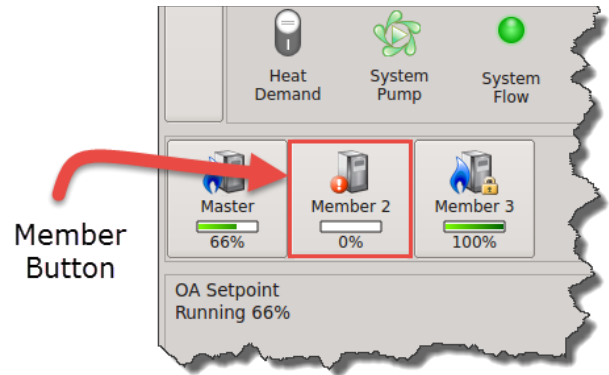 Heat
Demand
System
Pump
System
Flow
Master
66%
Member 2
0%
Member 3
100%
Member
Button
OA Setpoint
Running 66%